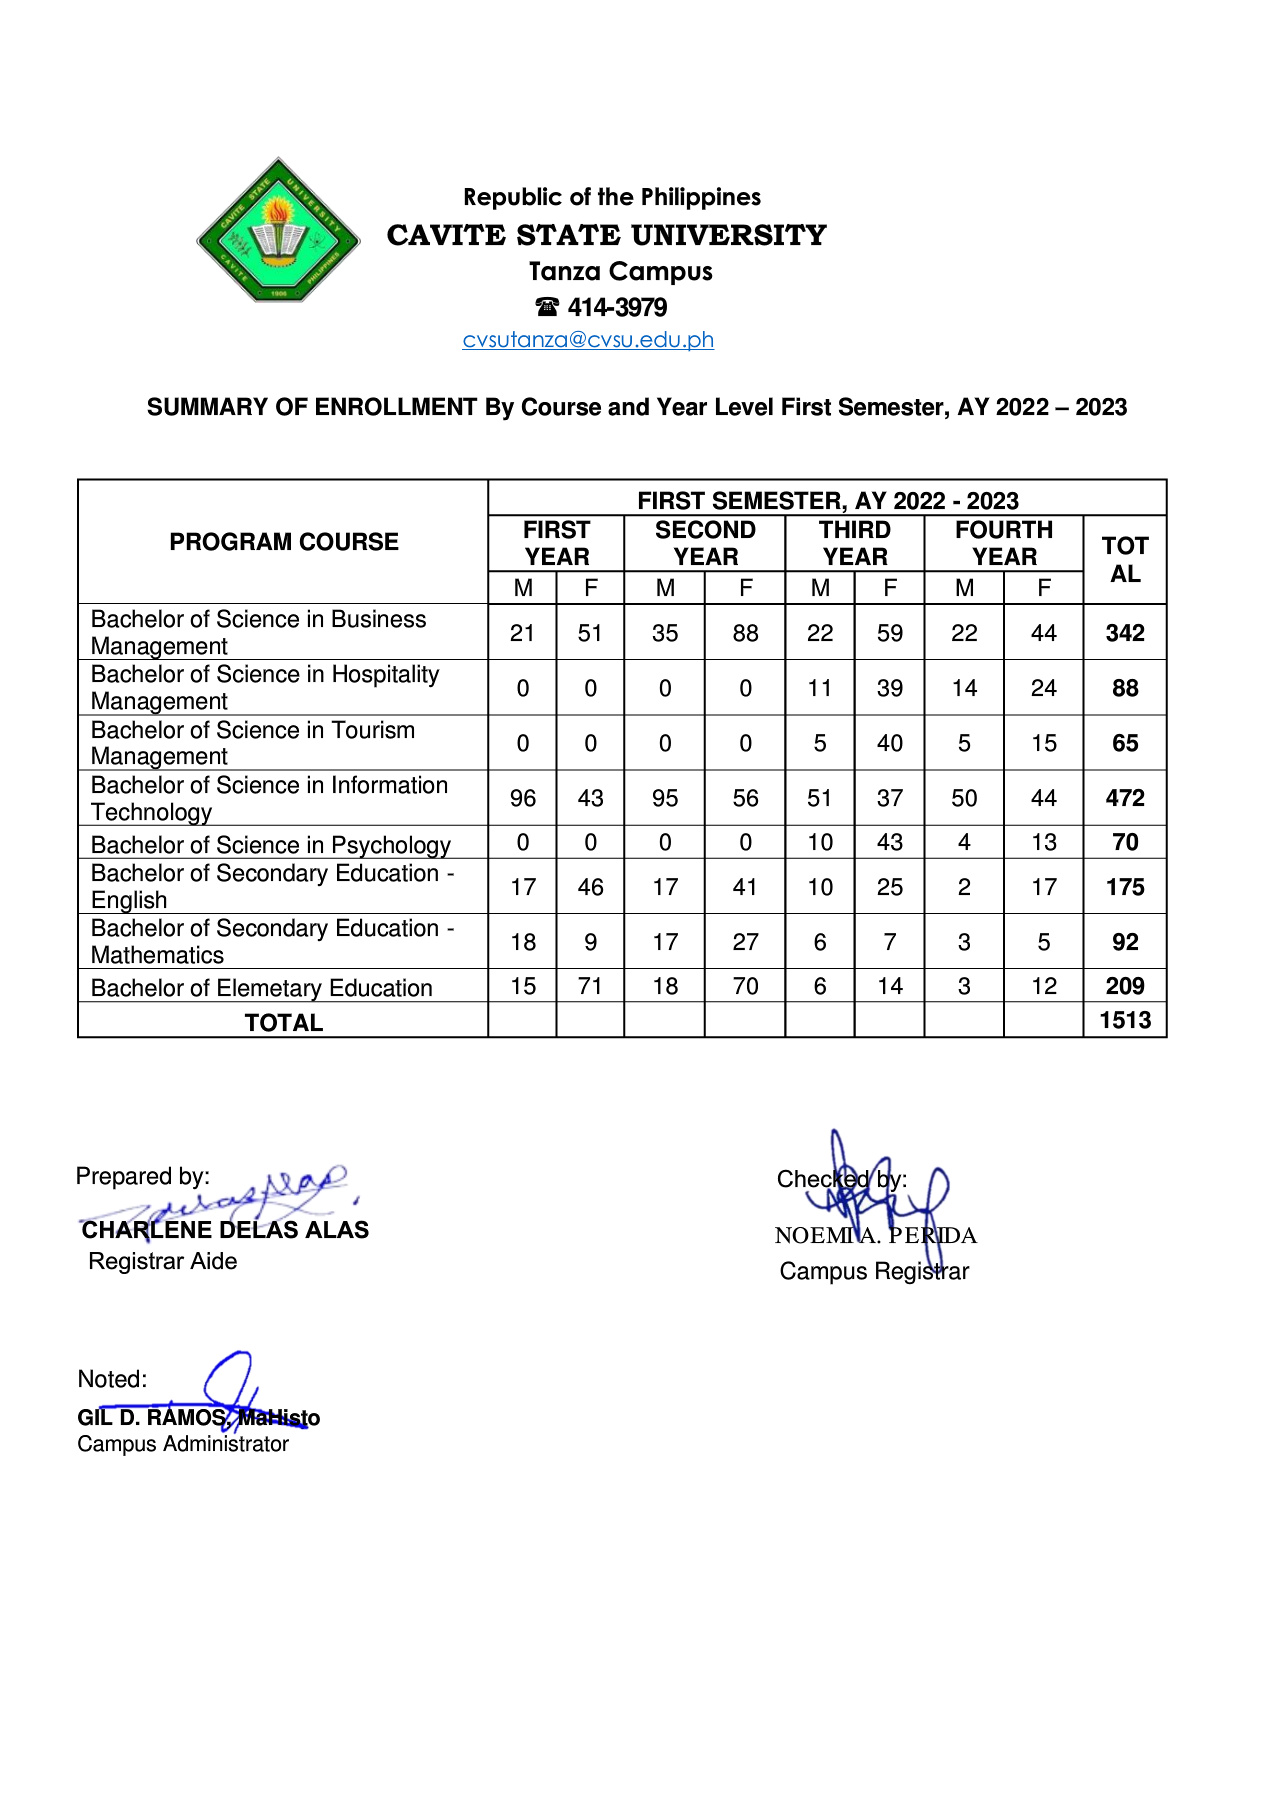 CAVITE STATE UNIVERSITY
CAVITE PHILIPPINES
1906
Republic of the Philippines
CAVITE STATE UNIVERSITY
Tanza Campus
☎ 414-3979
cvsutanza@cvsu.edu.ph
SUMMARY OF ENROLLMENT By Course and Year Level First Semester, AY 2022 – 2023
PROGRAM COURSE
FIRST SEMESTER, AY 2022 - 2023
FIRST YEAR SECOND YEAR THIRD YEAR FOURTH YEAR TOT AL
M F M F M F M F
Bachelor of Science in Business Management 21 51 35 88 22 59 22 44 342
Bachelor of Science in Hospitality Management 0 0 0 0 11 39 14 24 88
Bachelor of Science in Tourism Management 0 0 0 0 5 40 5 15 65
Bachelor of Science in Information Technology 96 43 95 56 51 37 50 44 472
Bachelor of Science in Psychology 0 0 0 0 10 43 4 13 70
Bachelor of Secondary Education - English 17 46 17 41 10 25 2 17 175
Bachelor of Secondary Education - Mathematics 18 9 17 27 6 7 3 5 92
Bachelor of Elemetary Education 15 71 18 70 6 14 3 12 209
TOTAL 1513
Prepared by: Checked by:
CHARLENE DELAS ALAS NOEMI A. PERIDA
Registrar Aide Campus Registrar
Noted:
GIL D. RAMOS, MaHisto
Campus Administrator